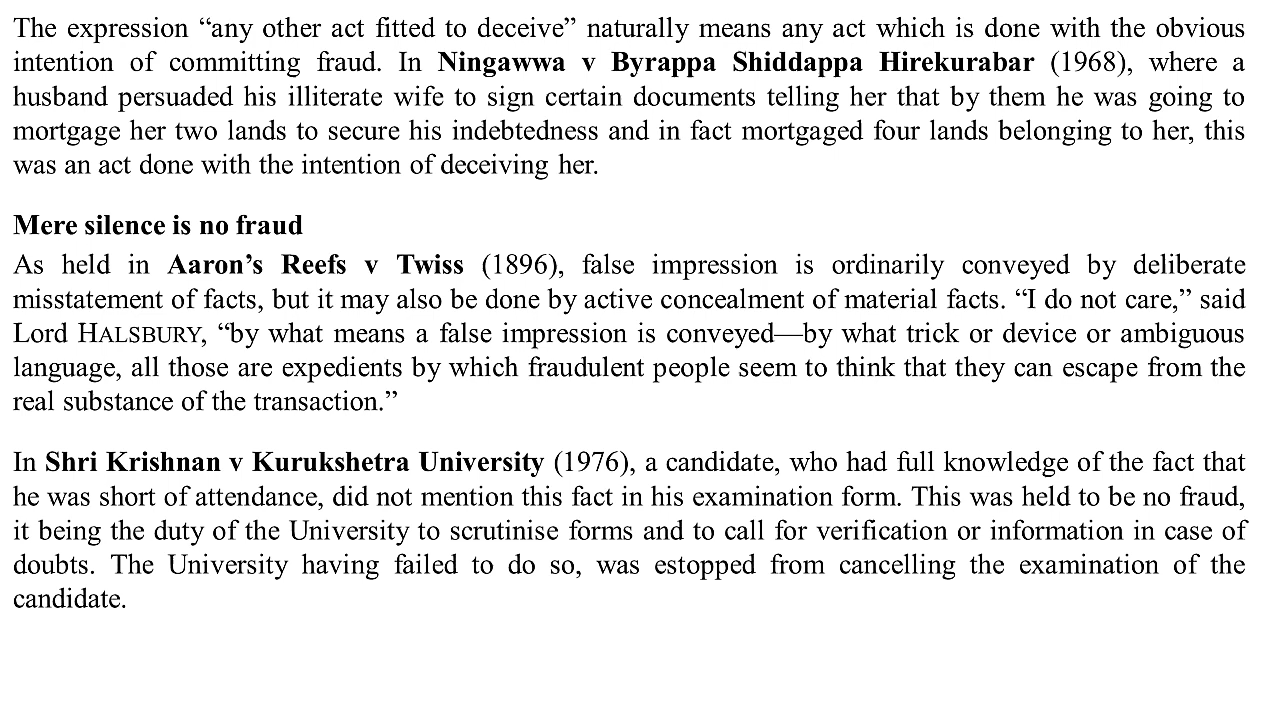 The expression “any other act fitted to deceive” naturally means any act which is done with the obvious
intention of committing fraud. In Ningawwa v Byrappa Shiddappa Hirekurabar (1968), where a
husband persuaded his illiterate wife to sign certain documents telling her that by them he was going to
mortgage her two lands to secure his indebtedness and in fact mortgaged four lands belonging to her, this
was an act done with the intention of deceiving her.
Mere silence is no fraud
As held in Aaron’s Reefs v Twiss (1896), false impression is ordinarily conveyed by deliberate
misstatement of facts, but it may also be done by active concealment of material facts. “I do not care,” said
Lord HALSBURY, “by what means a false impression is conveyed—by what trick or device or ambiguous
language, all those are expedients by which fraudulent people seem to think that they can escape from the
real substance of the transaction.”
In Shri Krishnan v Kurukshetra University (1976), a candidate, who had full knowledge of the fact that
he was short of attendance, did not mention this fact in his examination form. This was held to be no fraud,
it being the duty of the University to scrutinise forms and to call for verification or information in case of
doubts. The University having failed to do so, was estopped from cancelling the examination of the
candidate.